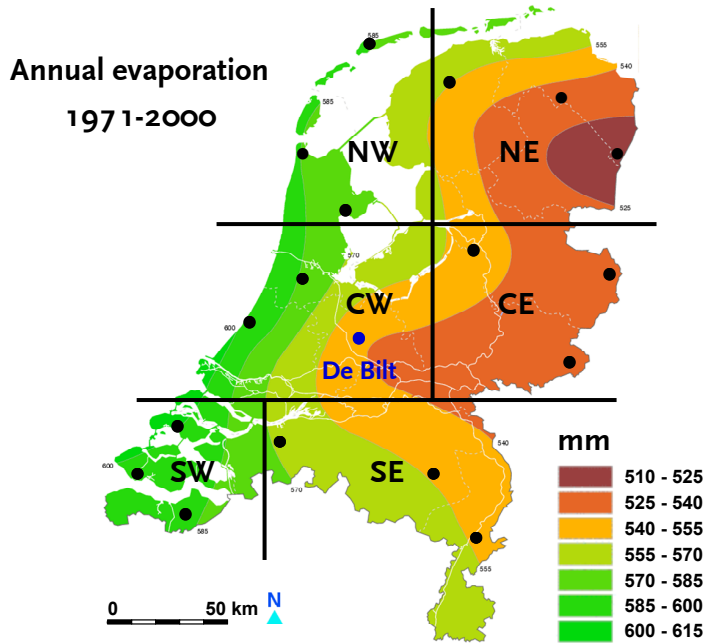 Annual evaporation
1971-2000
585
555
540
585
NW
NE
525
570
CW
CE
600
De Bilt
540
600
SW
SE
570
585
555
mm
510 - 525
525 - 540
540 - 555
555 - 570
570 - 585
585 - 600
600 - 615
0 50 km
N